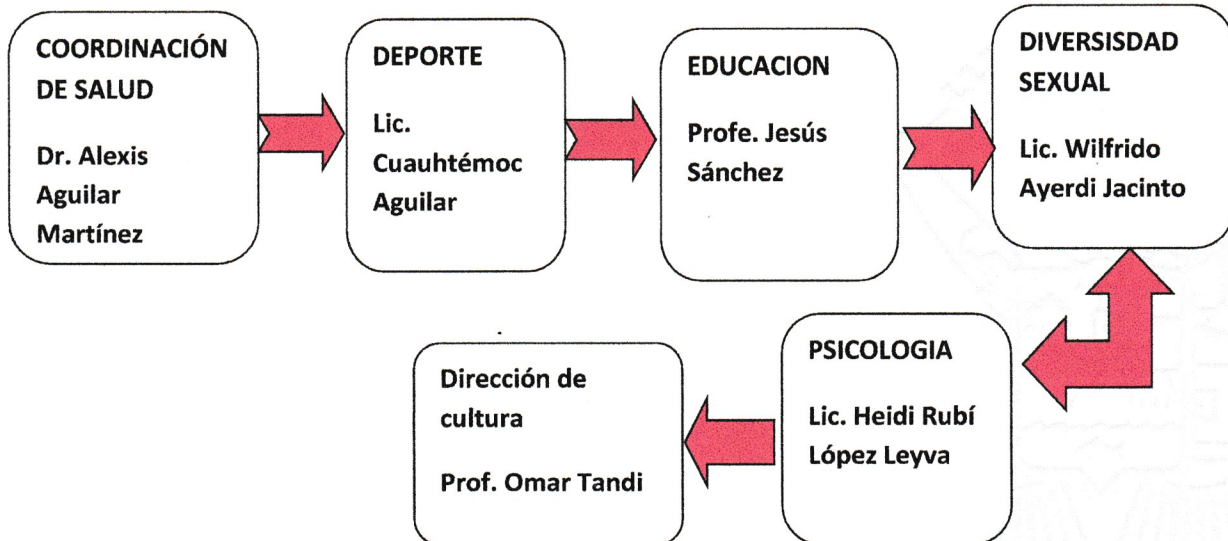 COORDINACIÓN
DE SALUD
Dr. Alexis
Aguilar
Martínez
DEPORTE
Lic.
Cuauhtémoc
Aguilar
EDUCACION
Profe. Jesús
Sánchez
DIVERSISDAD
SEXUAL
Lic. Wilfrido
Ayerdi Jacinto
PSICOLOGIA
Lic. Heidi Rubí
López Leyva
Dirección de
cultura
Prof. Omar Tandi